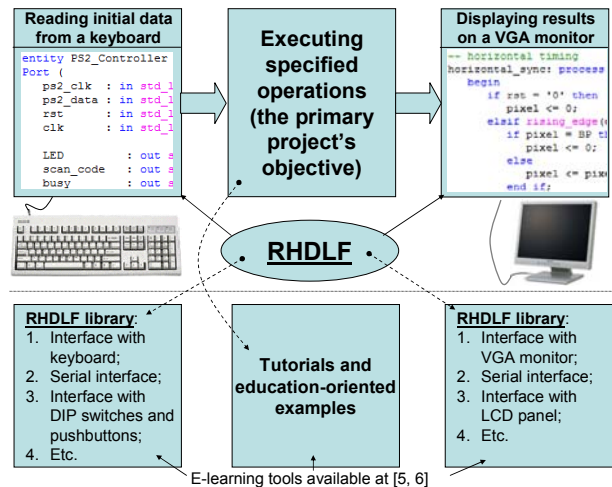 Reading initial data
from a keyboard
entity PS2_Controller
Port (
ps2_clk : in std_l
ps2_data : in std_l
rst : in std_l
clk : in std_l
LED : out s
scan_code : out s
busy : out s
Executing
specified
operations
(the primary
project's
objective)
Displaying results
on a VGA monitor
-- horizontal timing
horizontal_sync: process
begin
if rst = '0' then
pixel <= 0;
elsif rising_edge(c
if pixel = BP th
pixel <= 0;
else
pixel <= pixe
end if;
RHDLF
RHDLF library:
1. Interface with
keyboard;
2. Serial interface;
3. Interface with
DIP switches and
pushbuttons;
4. Etc.
Tutorials and
education-oriented
examples
RHDLF library:
1. Interface with
VGA monitor;
2. Serial interface;
3. Interface with
LCD panel;
4. Etc.
E-learning tools available at [5, 6]